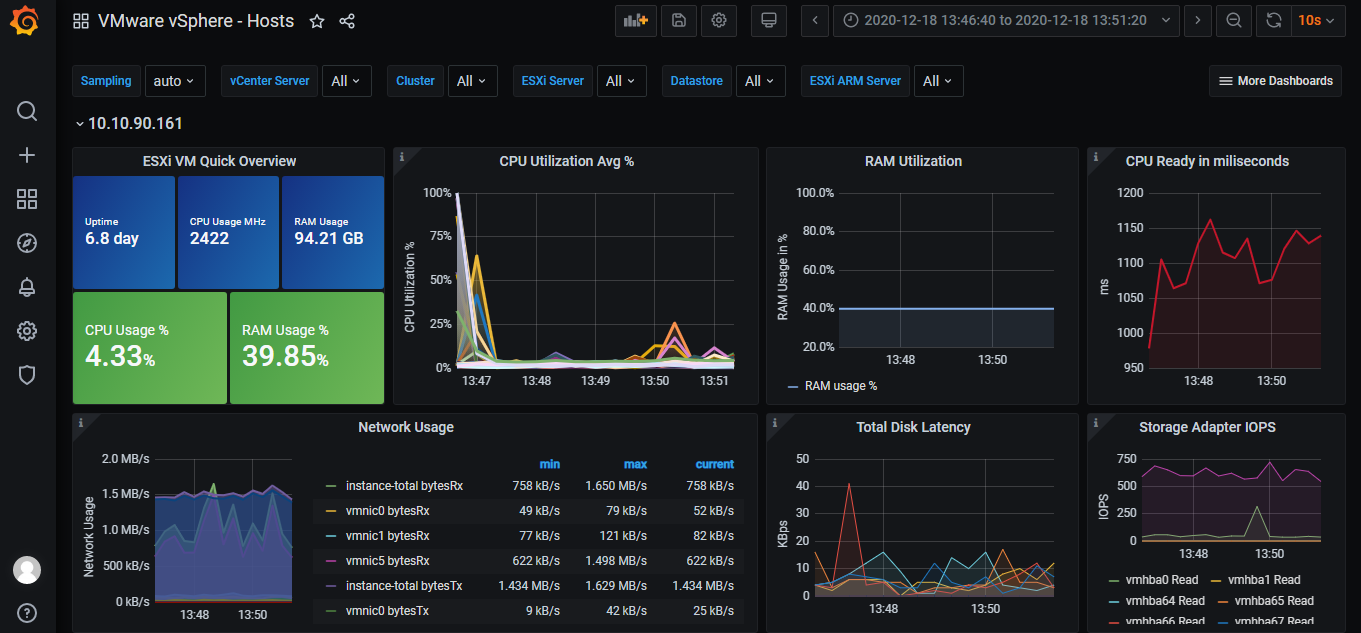 VMware vSphere - Hosts
2020-12-18 13:46:40 to 2020-12-18 13:51:20
10s
Sampling auto vCenter Server All Cluster All ESXi Server All Datastore All ESXi ARM Server All More Dashboards
10.10.90.161
ESXi VM Quick Overview
Uptime
6.8 day
CPU Usage MHz
2422
RAM Usage
94.21 GB
CPU Usage %
4.33%
RAM Usage %
39.85%
CPU Utilization Avg %
CPU Utilization %
100%
75%
50%
25%
0%
13:47 13:48 13:49 13:50 13:51
RAM Utilization
RAM Usage in %
100.0%
80.0%
60.0%
40.0%
20.0%
13:48 13:50
RAM usage %
CPU Ready in miliseconds
ms
1200
1150
1100
1050
1000
950
13:48 13:50
Network Usage
Network Usage
2.0 MB/s
1.5 MB/s
1.0 MB/s
500 kB/s
0 kB/s
13:48 13:50
min max current
instance-total bytesRx 758 kB/s 1.650 MB/s 758 kB/s
vmnic0 bytesRx 49 kB/s 79 kB/s 52 kB/s
vmnic1 bytesRx 77 kB/s 121 kB/s 82 kB/s
vmnic5 bytesRx 622 kB/s 1.498 MB/s 622 kB/s
instance-total bytesTx 1.434 MB/s 1.629 MB/s 1.434 MB/s
vmnic0 bytesTx 9 kB/s 42 kB/s 25 kB/s
Total Disk Latency
KBps
50
40
30
20
10
0
13:48 13:50
Storage Adapter IOPS
IOPS
750
500
250
0
13:48 13:50
vmhba0 Read vmhba1 Read
vmhba64 Read vmhba65 Read
vmhba66 Read vmhba67 Read